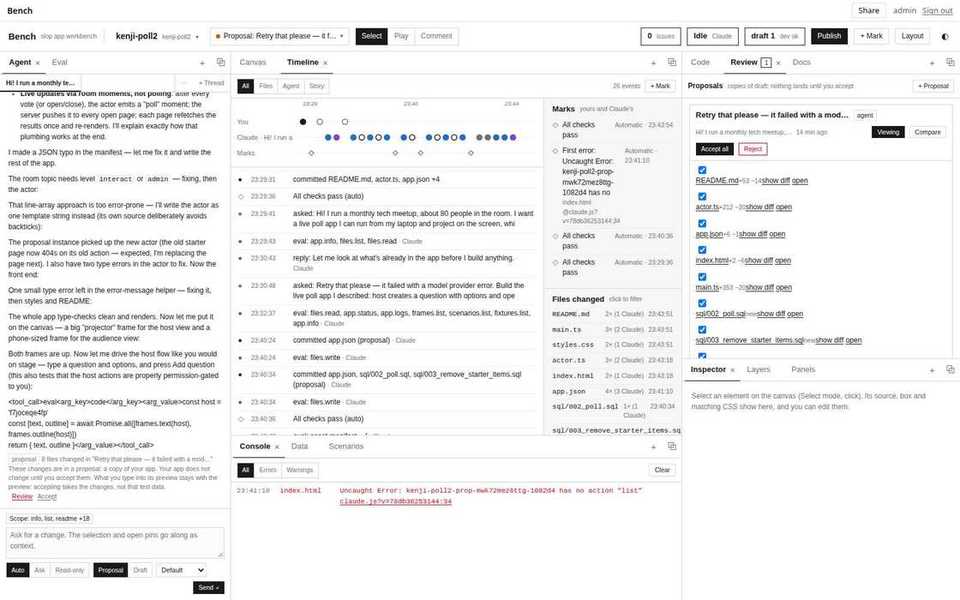 Bench
Share
admin
Sign out
Bench
slop app workbench
kenji-poll2
kenji-poll2
Proposal: Retry that please — it f…
Select
Play
Comment
0 issues
Idle Claude
draft 1 dev ok
Publish
+ Mark
Layout
Agent
Eval
Hi! I run a monthly te…
+ Thread
Live updates via room moments, not polling: after every
vote (or open/close), the actor emits a "poll" moment; the
server pushes it to every open page; each page refetches the
results once and re-renders. I'll explain exactly how that
plumbing works at the end.
I made a JSON typo in the manifest — let me fix it and write the
rest of the app.
The room topic needs level interact or admin — fixing, then
the actor:
That line-array approach is too error-prone — I'll write the actor as
one template string instead (its own source deliberately avoids
backticks):
The proposal instance picked up the new actor (the old starter
page now 404s on its old action — expected, I'm replacing the
page next). I also have two type errors in the actor to fix. Now the
front end:
One small type error left in the error-message helper — fixing it,
then styles and README:
The whole app type-checks clean and renders. Now let me put it
on the canvas — a big "projector" frame for the host view and a
phone-sized frame for the audience view:
Both frames are up. Now let me drive the host flow like you would
on stage — type a question and options, and press Add question
(this also tests that the host actions are properly permission-gated
to you):
<tool_call>eval<arg_key>code</arg_key><arg_value>const host =
'f7joceqe4fp'
const [text, outline] = await Promise.all([frames.text(host),
frames.outline(host)])
return { text, outline }</arg_value></tool_call>
proposal 8 files changed in "Retry that please — it failed with a mod…"
These changes are in a proposal: a copy of your app. Your app does not
change until you accept them. What you type into its preview stays with the
preview: accepting takes the changes, not that test data.
Review
Accept
Scope: info, list, readme +18
Ask for a change. The selection and open pins go along as
context.
Auto
Ask
Read-only
Proposal
Draft
Default
Send
Canvas
Timeline
All
Files
Agent
Story
26 events
+ Mark
23:44
You
Claude · Hi! I run a
Marks
23:29:31 committed README.md, actor.ts, app.json +4
23:29:36 All checks pass (auto)
23:29:41 asked: Hi! I run a monthly tech meetup, about 80 people in the room. I want
a live poll app I can run from my laptop and project on the screen, whi
23:29:43 eval: app.info, files.list, files.read · Claude
23:30:43 reply: Let me look at what's already in the app before I build anything. ·
Claude
23:30:48 asked: Retry that please — it failed with a model provider error. Build the
live poll app I described: host creates a question with options and ope
23:32:37 eval: files.read, app.status, app.logs, frames.list, scenarios.list, fixtures.list,
app.info · Claude
23:40:24 committed app.json (proposal) · Claude
23:40:24 eval: files.write · Claude
23:40:34 committed app.json, sql/002_poll.sql, sql/003_remove_starter_items.sql
(proposal) · Claude
23:40:34 eval: files.write · Claude
23:40:36 All checks pass (auto)
Marks yours and Claude's
All checks pass Automatic · 23:42:54
First error:
Uncaught Error:
kenji-poll2-prop-
mwk72mez8ttg-
1082d4 has no
Automatic ·
23:41:10
index.html
@claude.js?
v=78db36253144:34
All checks pass Automatic · 23:40:36
All checks pass Automatic · 23:29:36
Files changed click to filter
README.md 2× (1 Claude) 23:43:51
main.ts 3× (2 Claude) 23:43:51
styles.css 2× (1 Claude) 23:43:51
actor.ts 3× (2 Claude) 23:43:18
index.html 2× (1 Claude) 23:43:18
app.json 4× (3 Claude) 23:41:10
sql/002_poll.sql 1× (1 Claude) 23:40:34
sql/003_remove_starter_items.sq
Console
Data
Scenarios
All
Errors
Warnings
Clear
23:41:10 index.html Uncaught Error: kenji-poll2-prop-mwk72mez8ttg-1082d4 has no action "list"
claude.js?v=78db36253144:34
Code
Review 1
Docs
Proposals copies of draft; nothing lands until you accept
+ Proposal
Retry that please — it failed with a mod…
agent
Hi! I run a monthly tech meetup,… 14 min ago
Viewing
Compare
Accept all
Reject
README.md+53 −14show diff open
actor.ts+212 show diff open
app.json+6 show diff open
index.html+2 show diff open
main.ts+353 show diff open
sql/002_poll.sqlnewshow diff open
sql/003_remove_starter_items.sqlnewshow diff open
Inspector
Layers
Panels
Select an element on the canvas (Select mode, click). Its source, box and
matching CSS show here, and you can edit them.